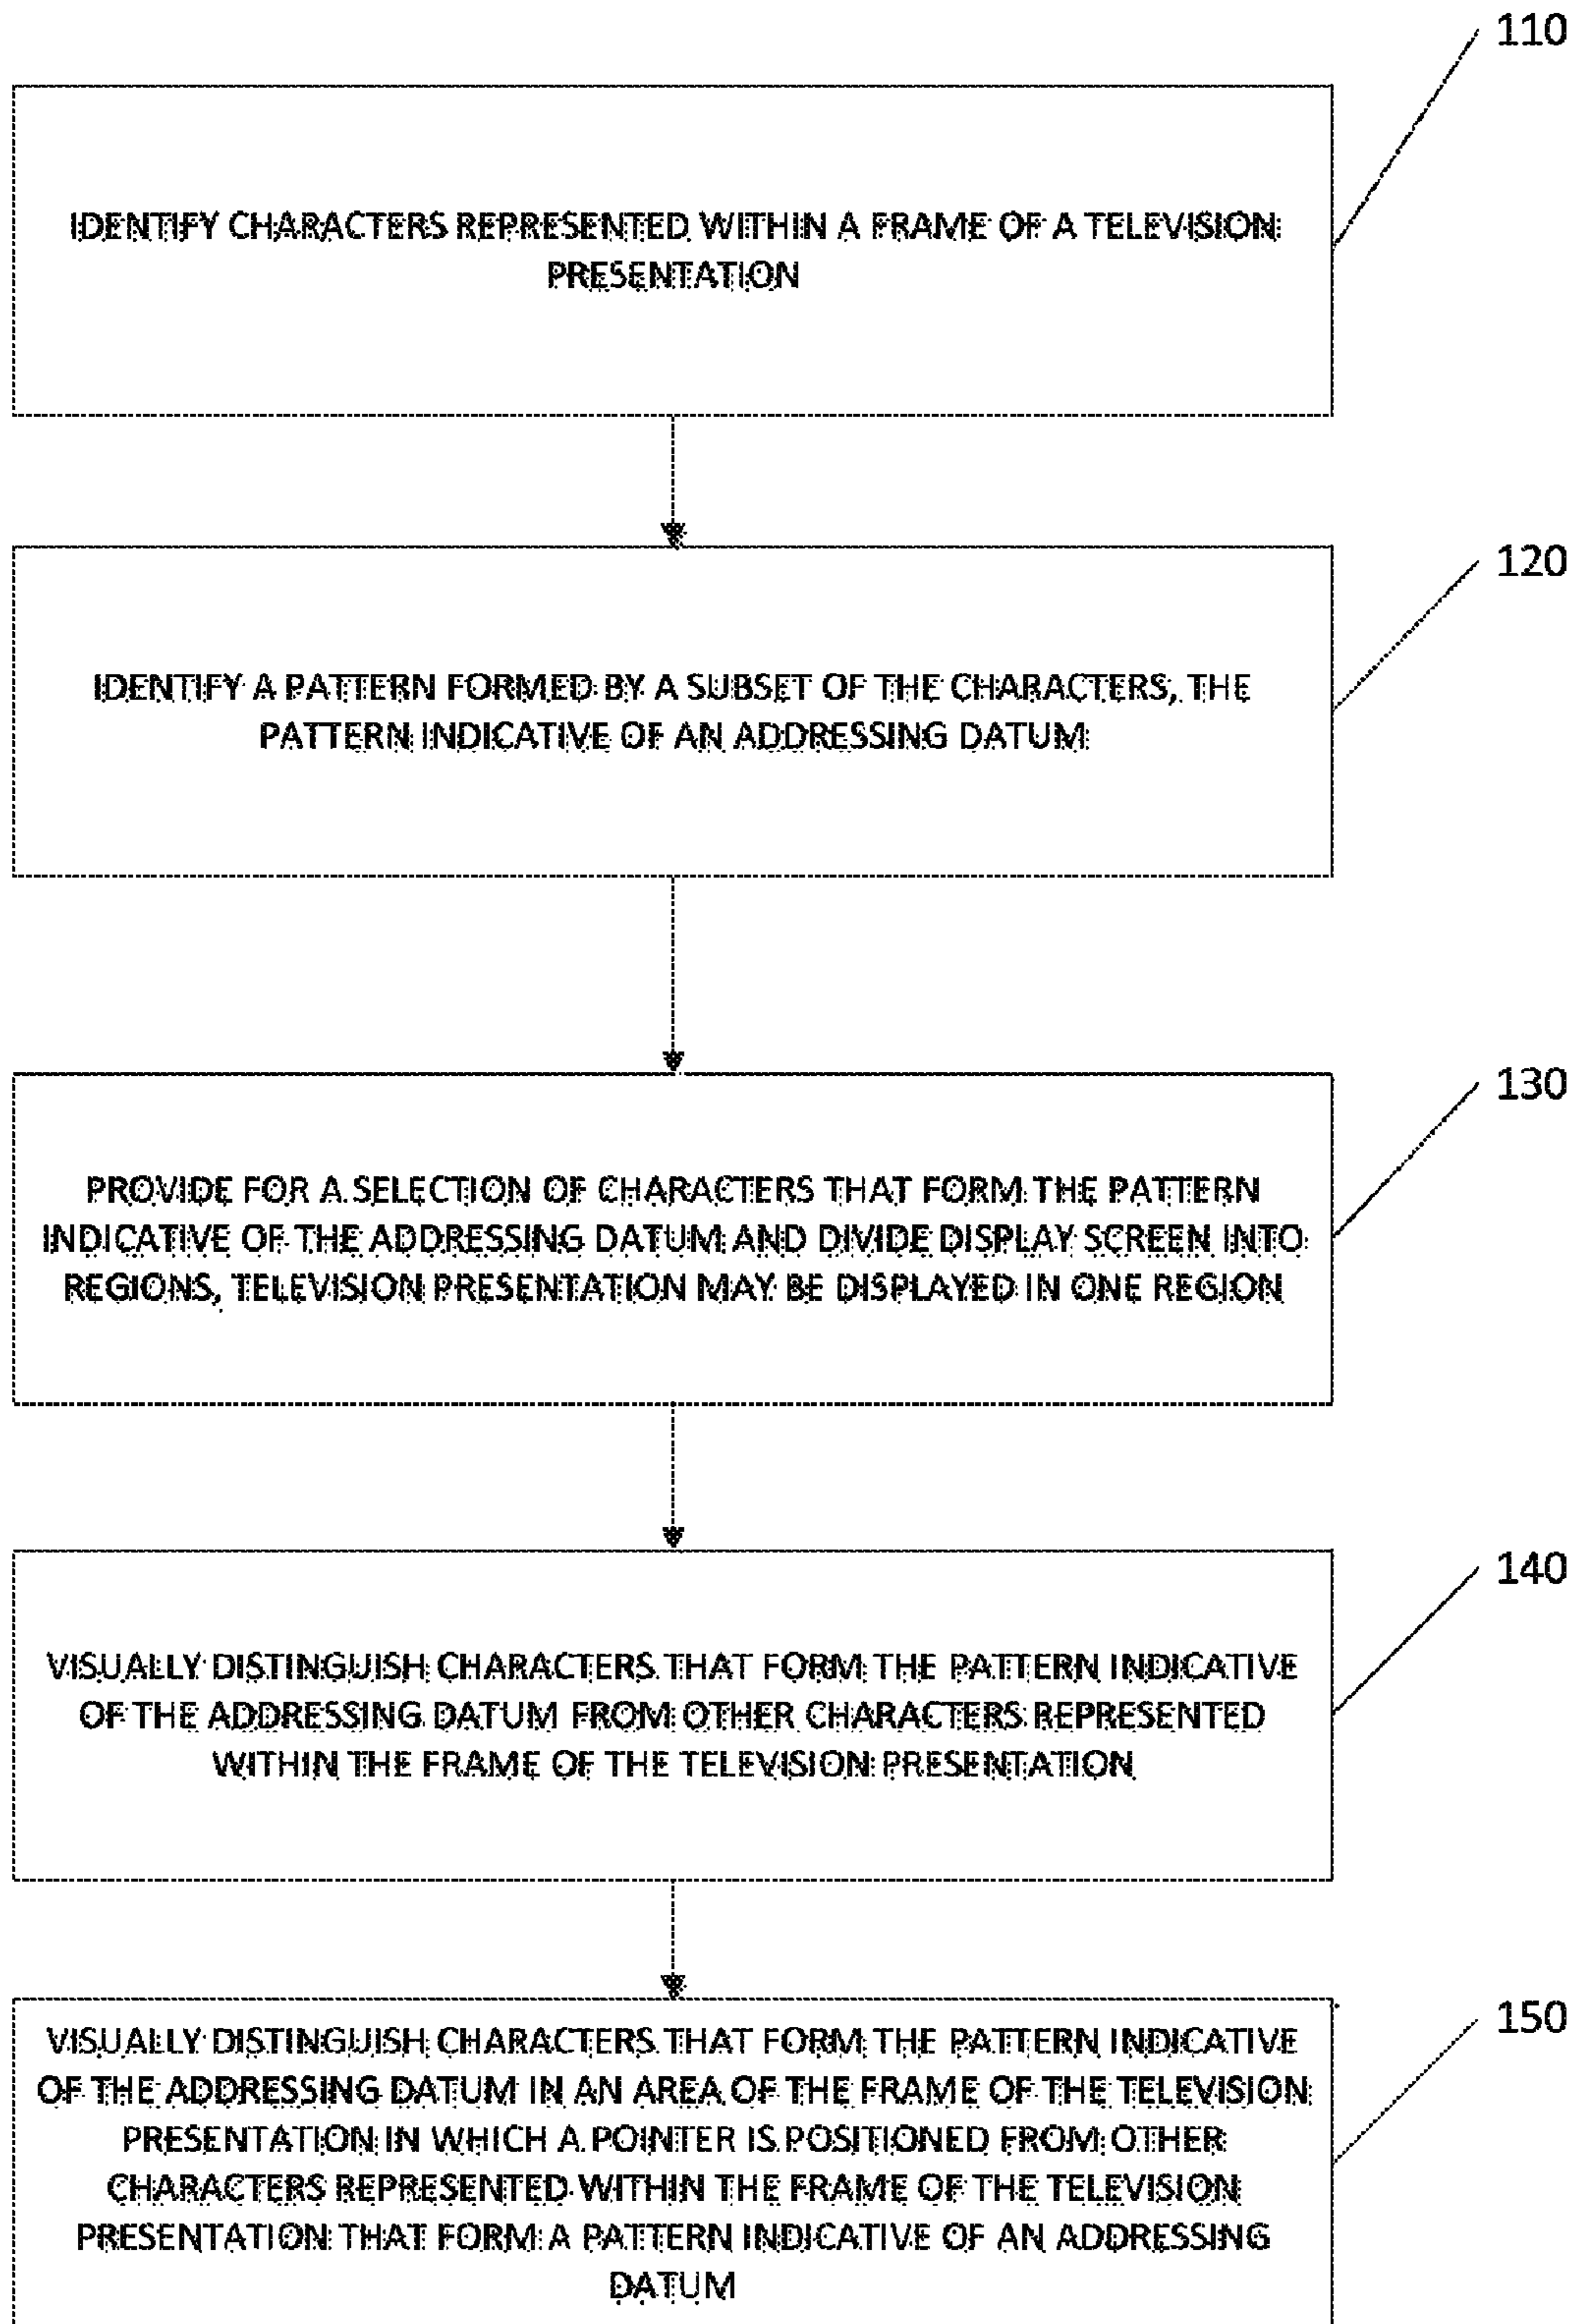 110
IDENTIFY CHARACTERS REPRESENTED WITHIN A FRAME OF A TELEVISION
PRESENTATION
120
IDENTIFY A PATTERN FORMED BY A SUBSET OF THE CHARACTERS, THE
PATTERN INDICATIVE OF AN ADDRESSING DATUM
130
PROVIDE FOR A SELECTION OF CHARACTERS THAT FORM THE PATTERN
INDICATIVE OF THE ADDRESSING DATUM AND DIVIDE DISPLAY SCREEN INTO
REGIONS, TELEVISION PRESENTATION MAY BE DISPLAYED IN ONE REGION
140
VISUALLY DISTINGUISH CHARACTERS THAT FORM THE PATTERN INDICATIVE
OF THE ADDRESSING DATUM FROM OTHER CHARACTERS REPRESENTED
WITHIN THE FRAME OF THE TELEVISION PRESENTATION
150
VISUALLY DISTINGUISH CHARACTERS THAT FORM THE PATTERN INDICATIVE
OF THE ADDRESSING DATUM IN AN AREA OF THE FRAME OF THE TELEVISION
PRESENTATION IN WHICH A POINTER IS POSITIONED FROM OTHER
CHARACTERS REPRESENTED WITHIN THE FRAME OF THE TELEVISION
PRESENTATION THAT FORM A PATTERN INDICATIVE OF AN ADDRESSING
DATUM